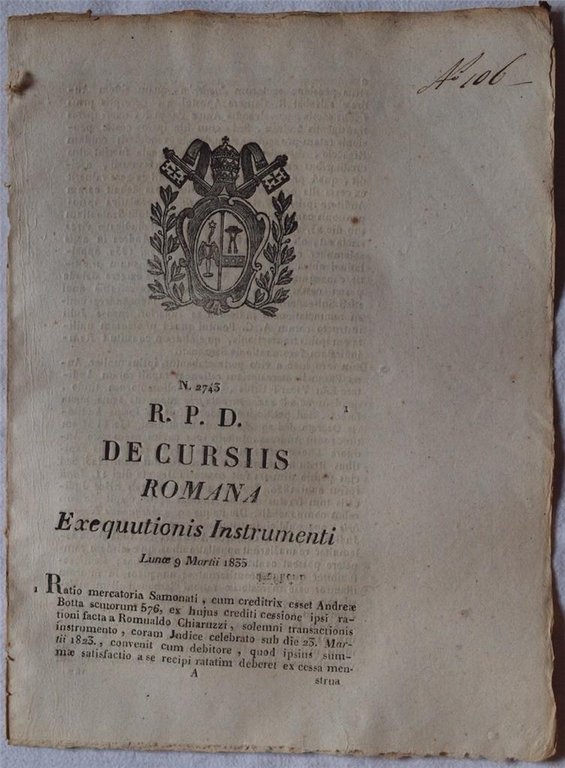 No 106
N. 2743
1
R. P. D.
DE CURSIIS
ROMANA
Exequutionis Instrumenti
Lunæ 9 Martii 1835
1 Ratio mercatoria Samonati, cum creditrix esset Andreæ
Botta scutorum 576, ex hujus crediti cessione ipsi ra-
tioni facta a Romualdo Chiaruzzi, solemni transactionis
instrumento, coram Judice celebrato sub die 23. Mar-
tii 1823., convenit cum debitore, quod ipsius sum-
mæ satisfactio a se recipi ratatim deberet ex cessa men-
A
strua